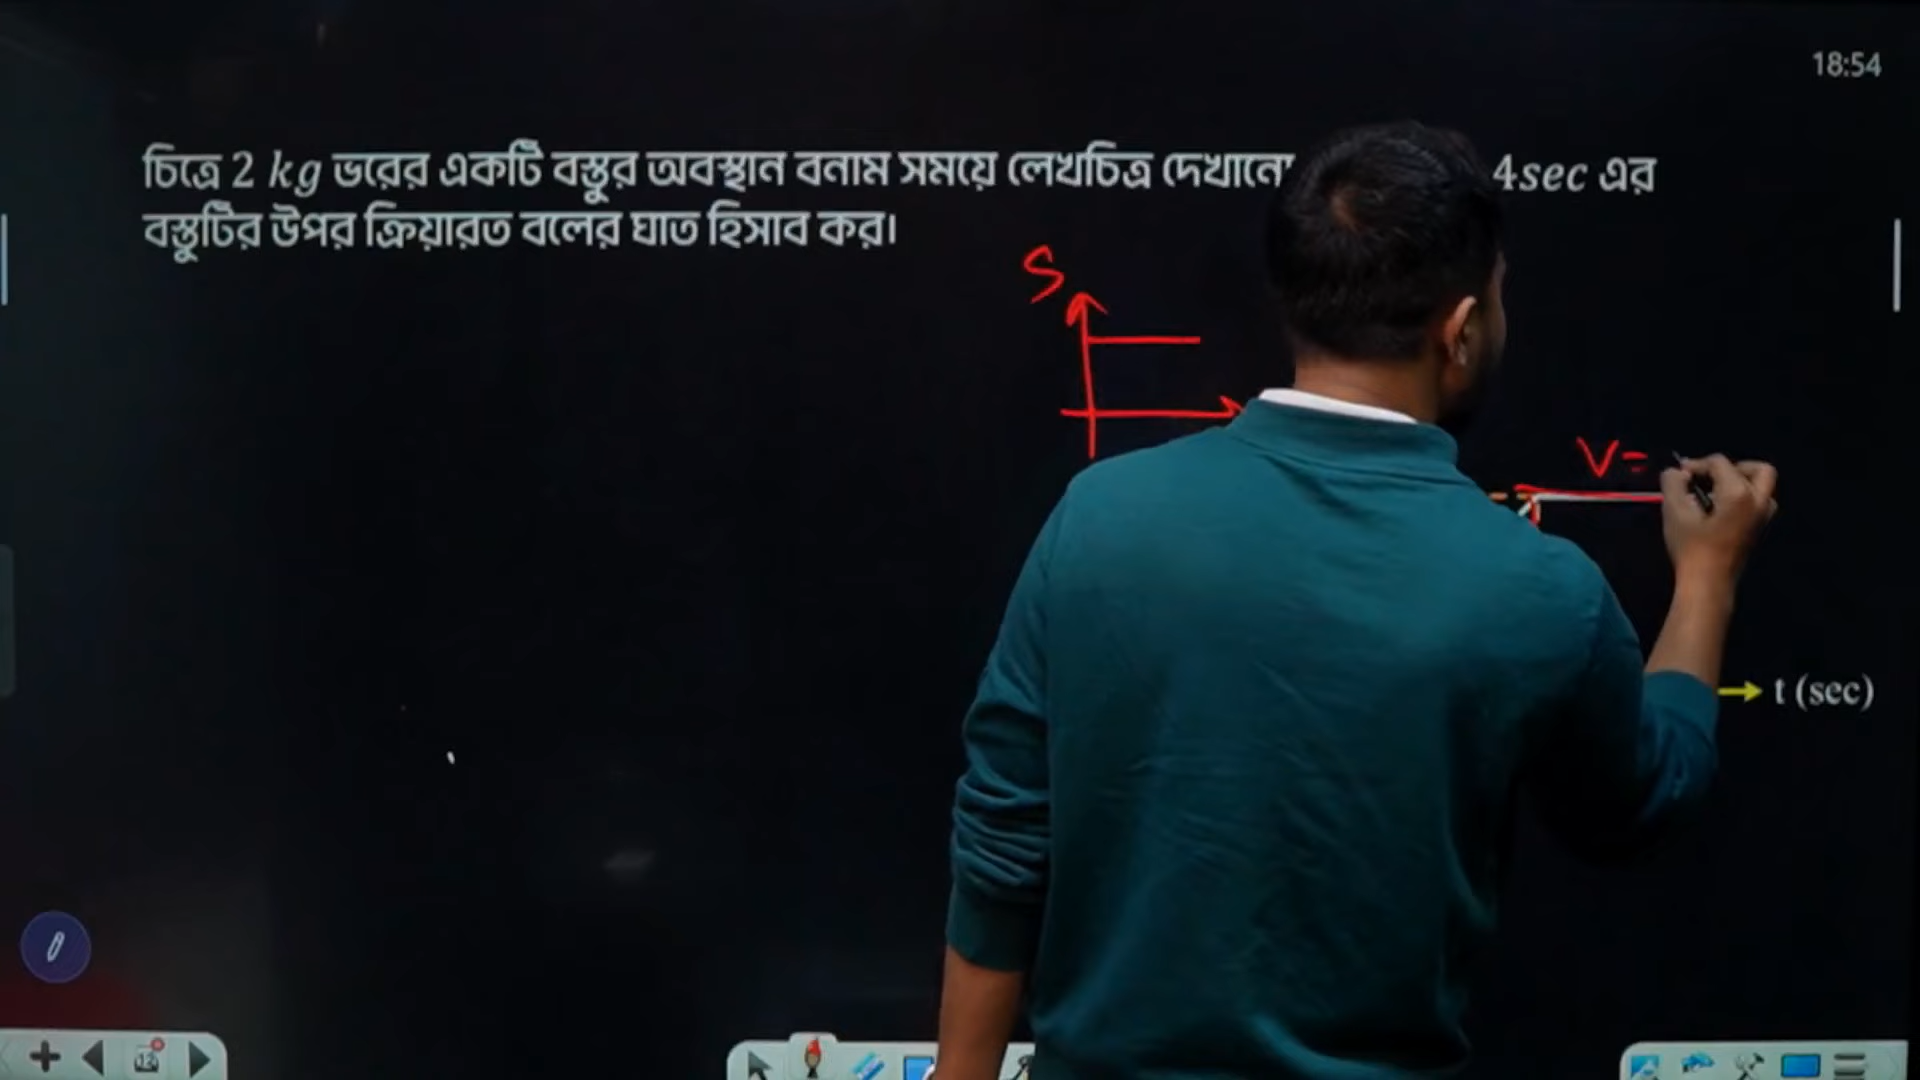 18:54
চিত্রে 2 kg ভরের একটি বস্তুর অবস্থান বনাম সময়ে লেখচিত্র 4sec এর
বস্তুটির উপর ক্রিয়ারত বলের ঘাত হিসাব কর।
S
V=
t (sec)
12